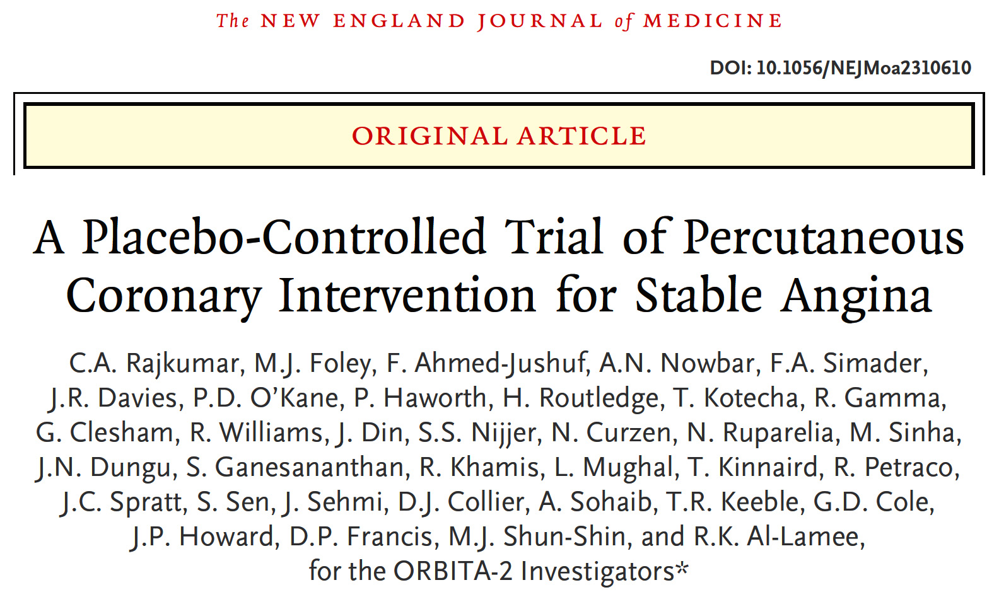 The NEW ENGLAND JOURNAL of MEDICINE
DOI: 10.1056/NEJMoa2310610
ORIGINAL ARTICLE
A Placebo-Controlled Trial of Percutaneous
Coronary Intervention for Stable Angina
C.A. Rajkumar, M.J. Foley, F. Ahmed-Jushuf, A.N. Nowbar, F.A. Simader,
J.R. Davies, P.D. O’Kane, P. Haworth, H. Routledge, T. Kotecha, R. Gamma,
G. Clesham, R. Williams, J. Din, S.S. Nijjer, N. Curzen, N. Ruparelia, M. Sinha,
J.N. Dungu, S. Ganesananthan, R. Khamis, L. Mughal, T. Kinnaird, R. Petraco,
J.C. Spratt, S. Sen, J. Sehmi, D.J. Collier, A. Sohaib, T.R. Keeble, G.D. Cole,
J.P. Howard, D.P. Francis, M.J. Shun-Shin, and R.K. Al-Lamee,
for the ORBITA-2 Investigators*